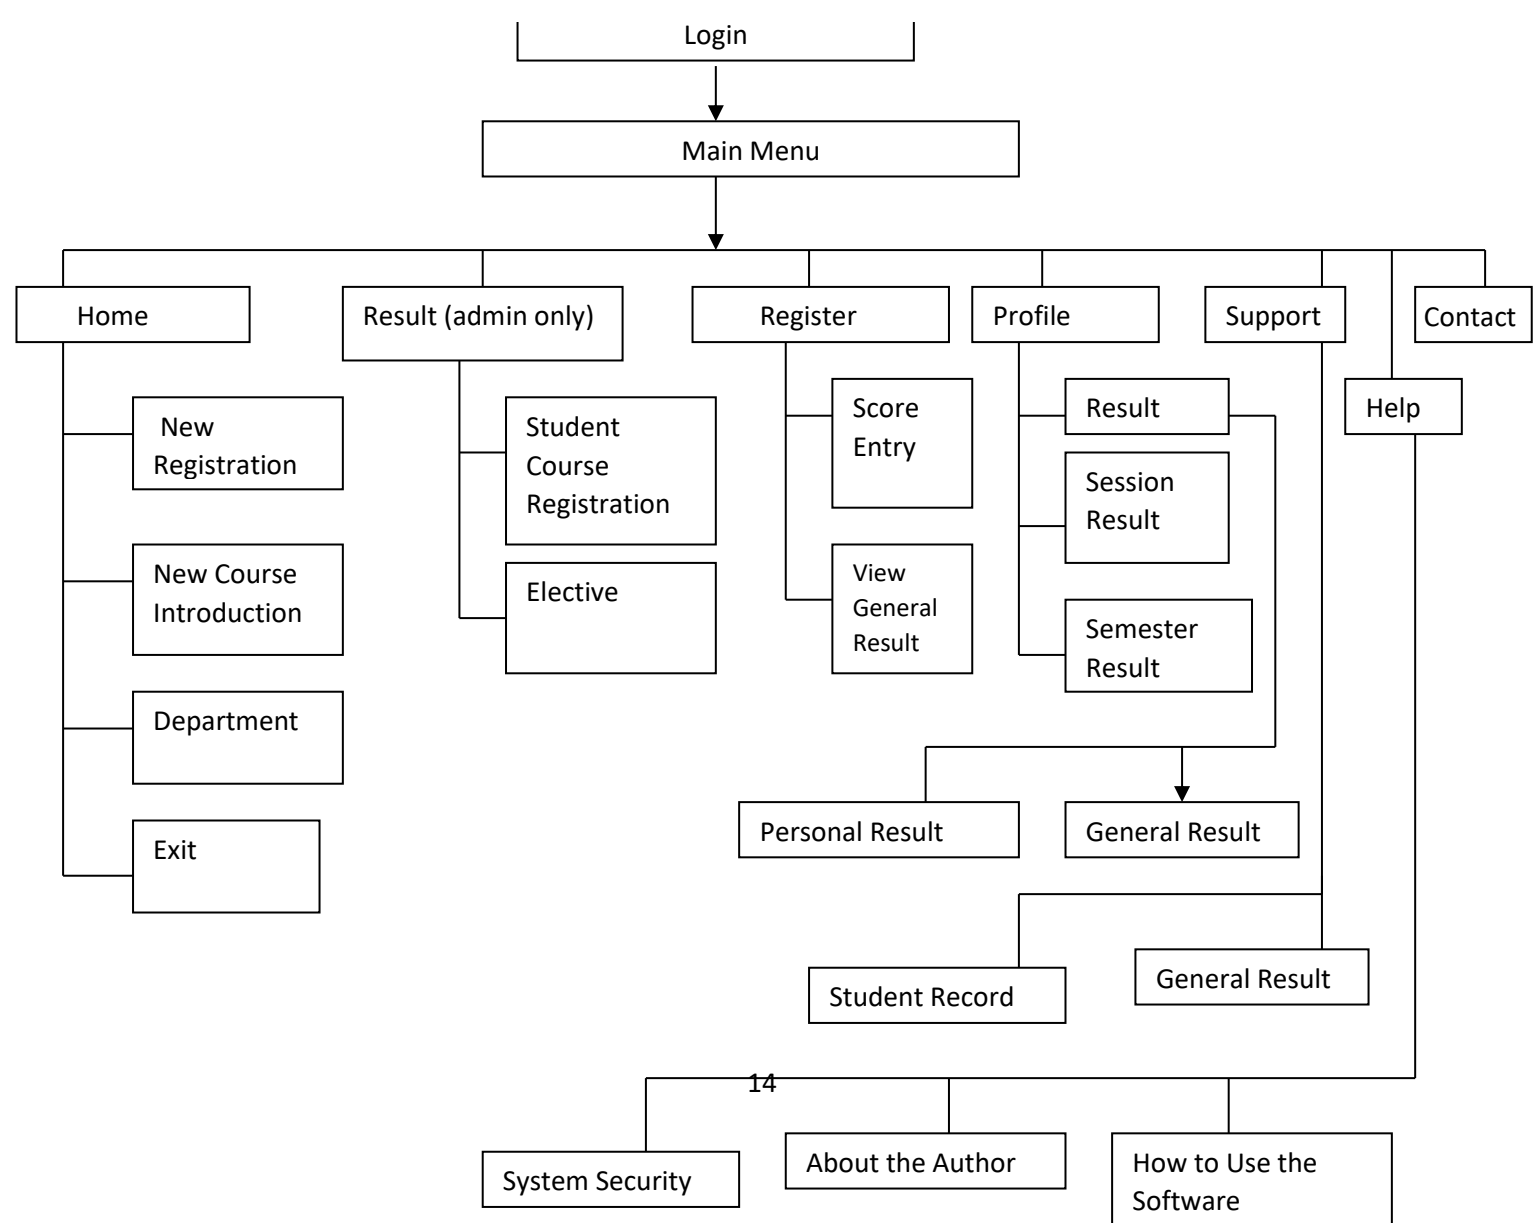 Login
Main Menu
Home
Result (admin only)
Register
Profile
Support
Contact
New
Registration
New Course
Introduction
Department
Exit
Student
Course
Registration
Elective
Score
Entry
View
General
Result
Result
Session
Result
Semester
Result
Help
Personal Result
General Result
Student Record
General Result
14
System Security
About the Author
How to Use the
Software